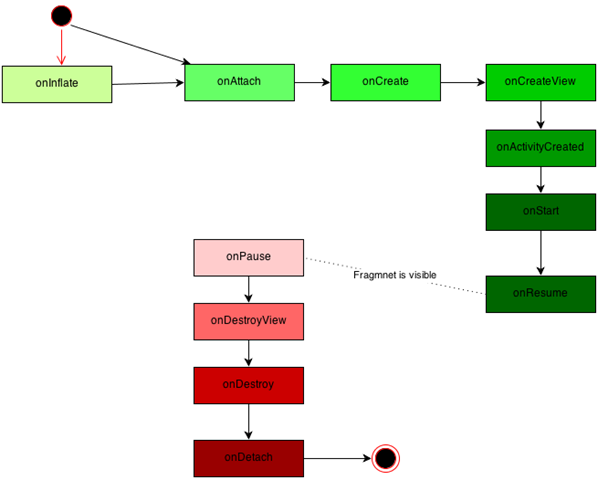 onInflate
onAttach
onCreate
onCreateView
onActivityCreated
onStart
onPause
Fragmnet is visible
onResume
onDestroyView
onDestroy
onDetach